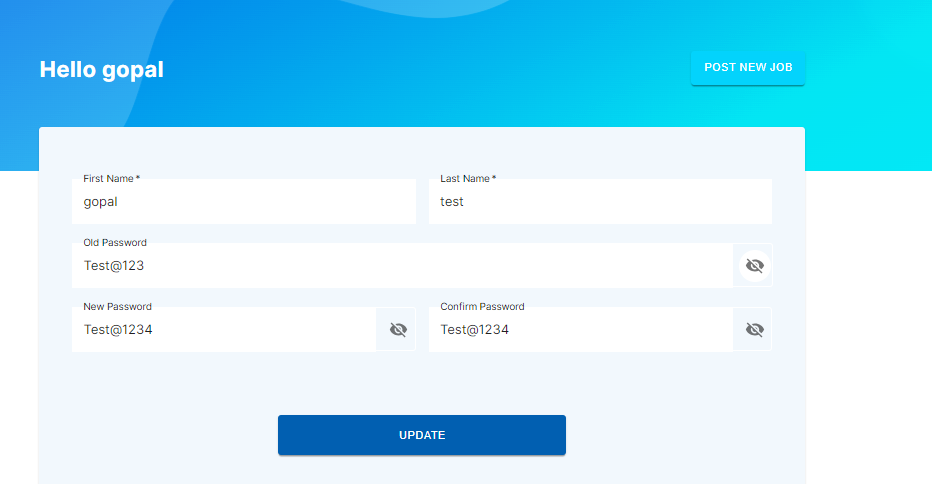 Hello gopal
POST NEW JOB
First Name *
Last Name *
gopal
test
Old Password
Test@123
New Password
Confirm Password
Test@1234
Test@1234
UPDATE